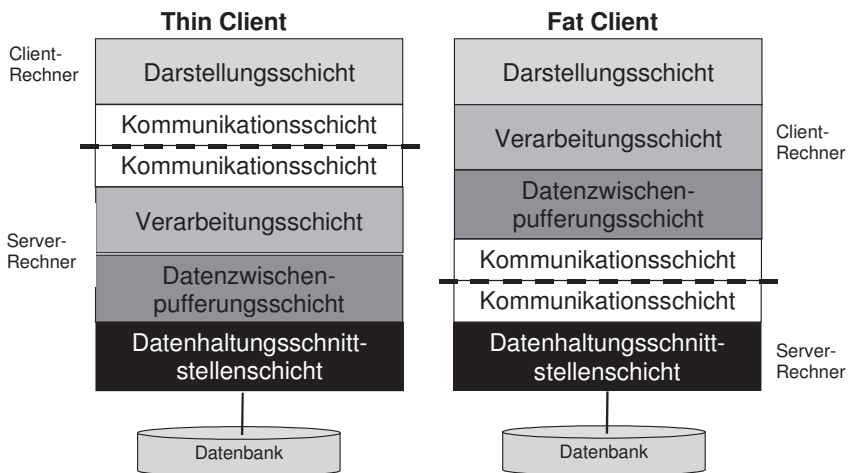 Thin Client
Client-
Rechner
Darstellungsschicht
Kommunikationsschicht
Kommunikationsschicht
Verarbeitungsschicht
Server-
Rechner
Datenzwischen-
pufferungsschicht
Datenhaltungsschnitt-
stellenschicht
Datenbank
Fat Client
Darstellungsschicht
Verarbeitungsschicht
Client-
Rechner
Datenzwischen-
pufferungsschicht
Kommunikationsschicht
Kommunikationsschicht
Datenhaltungsschnitt-
stellenschicht
Server-
Rechner
Datenbank